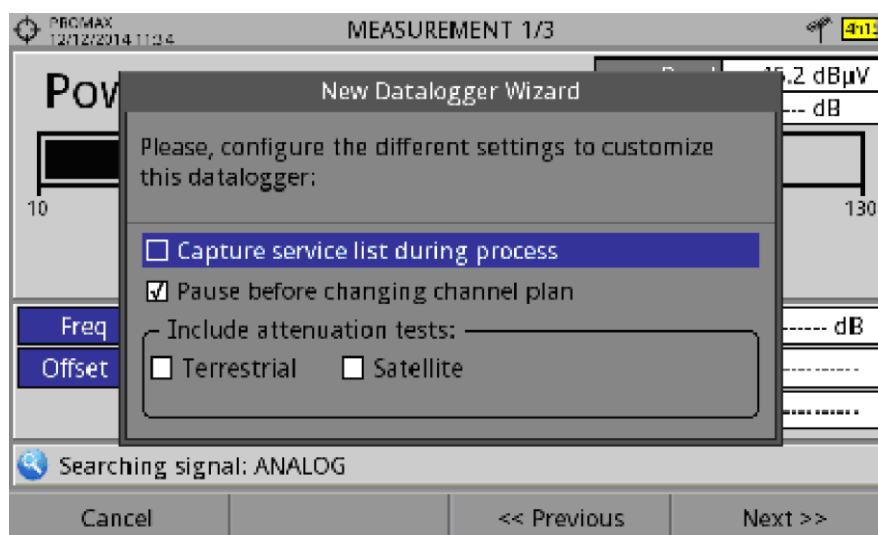 PROMAX
12/12/2014 11:34
MEASUREMENT 1/3
4h15
Pow
5.2 dBµV
--- dB
New Datalogger Wizard
Please, configure the different settings to customize
this datalogger:
10
130
Capture service list during process
Pause before changing channel plan
Include attenuation tests:
Terrestrial
Satellite
Freq
------ dB
Offset
----------
----------
Searching signal: ANALOG
Cancel
<< Previous
Next >>